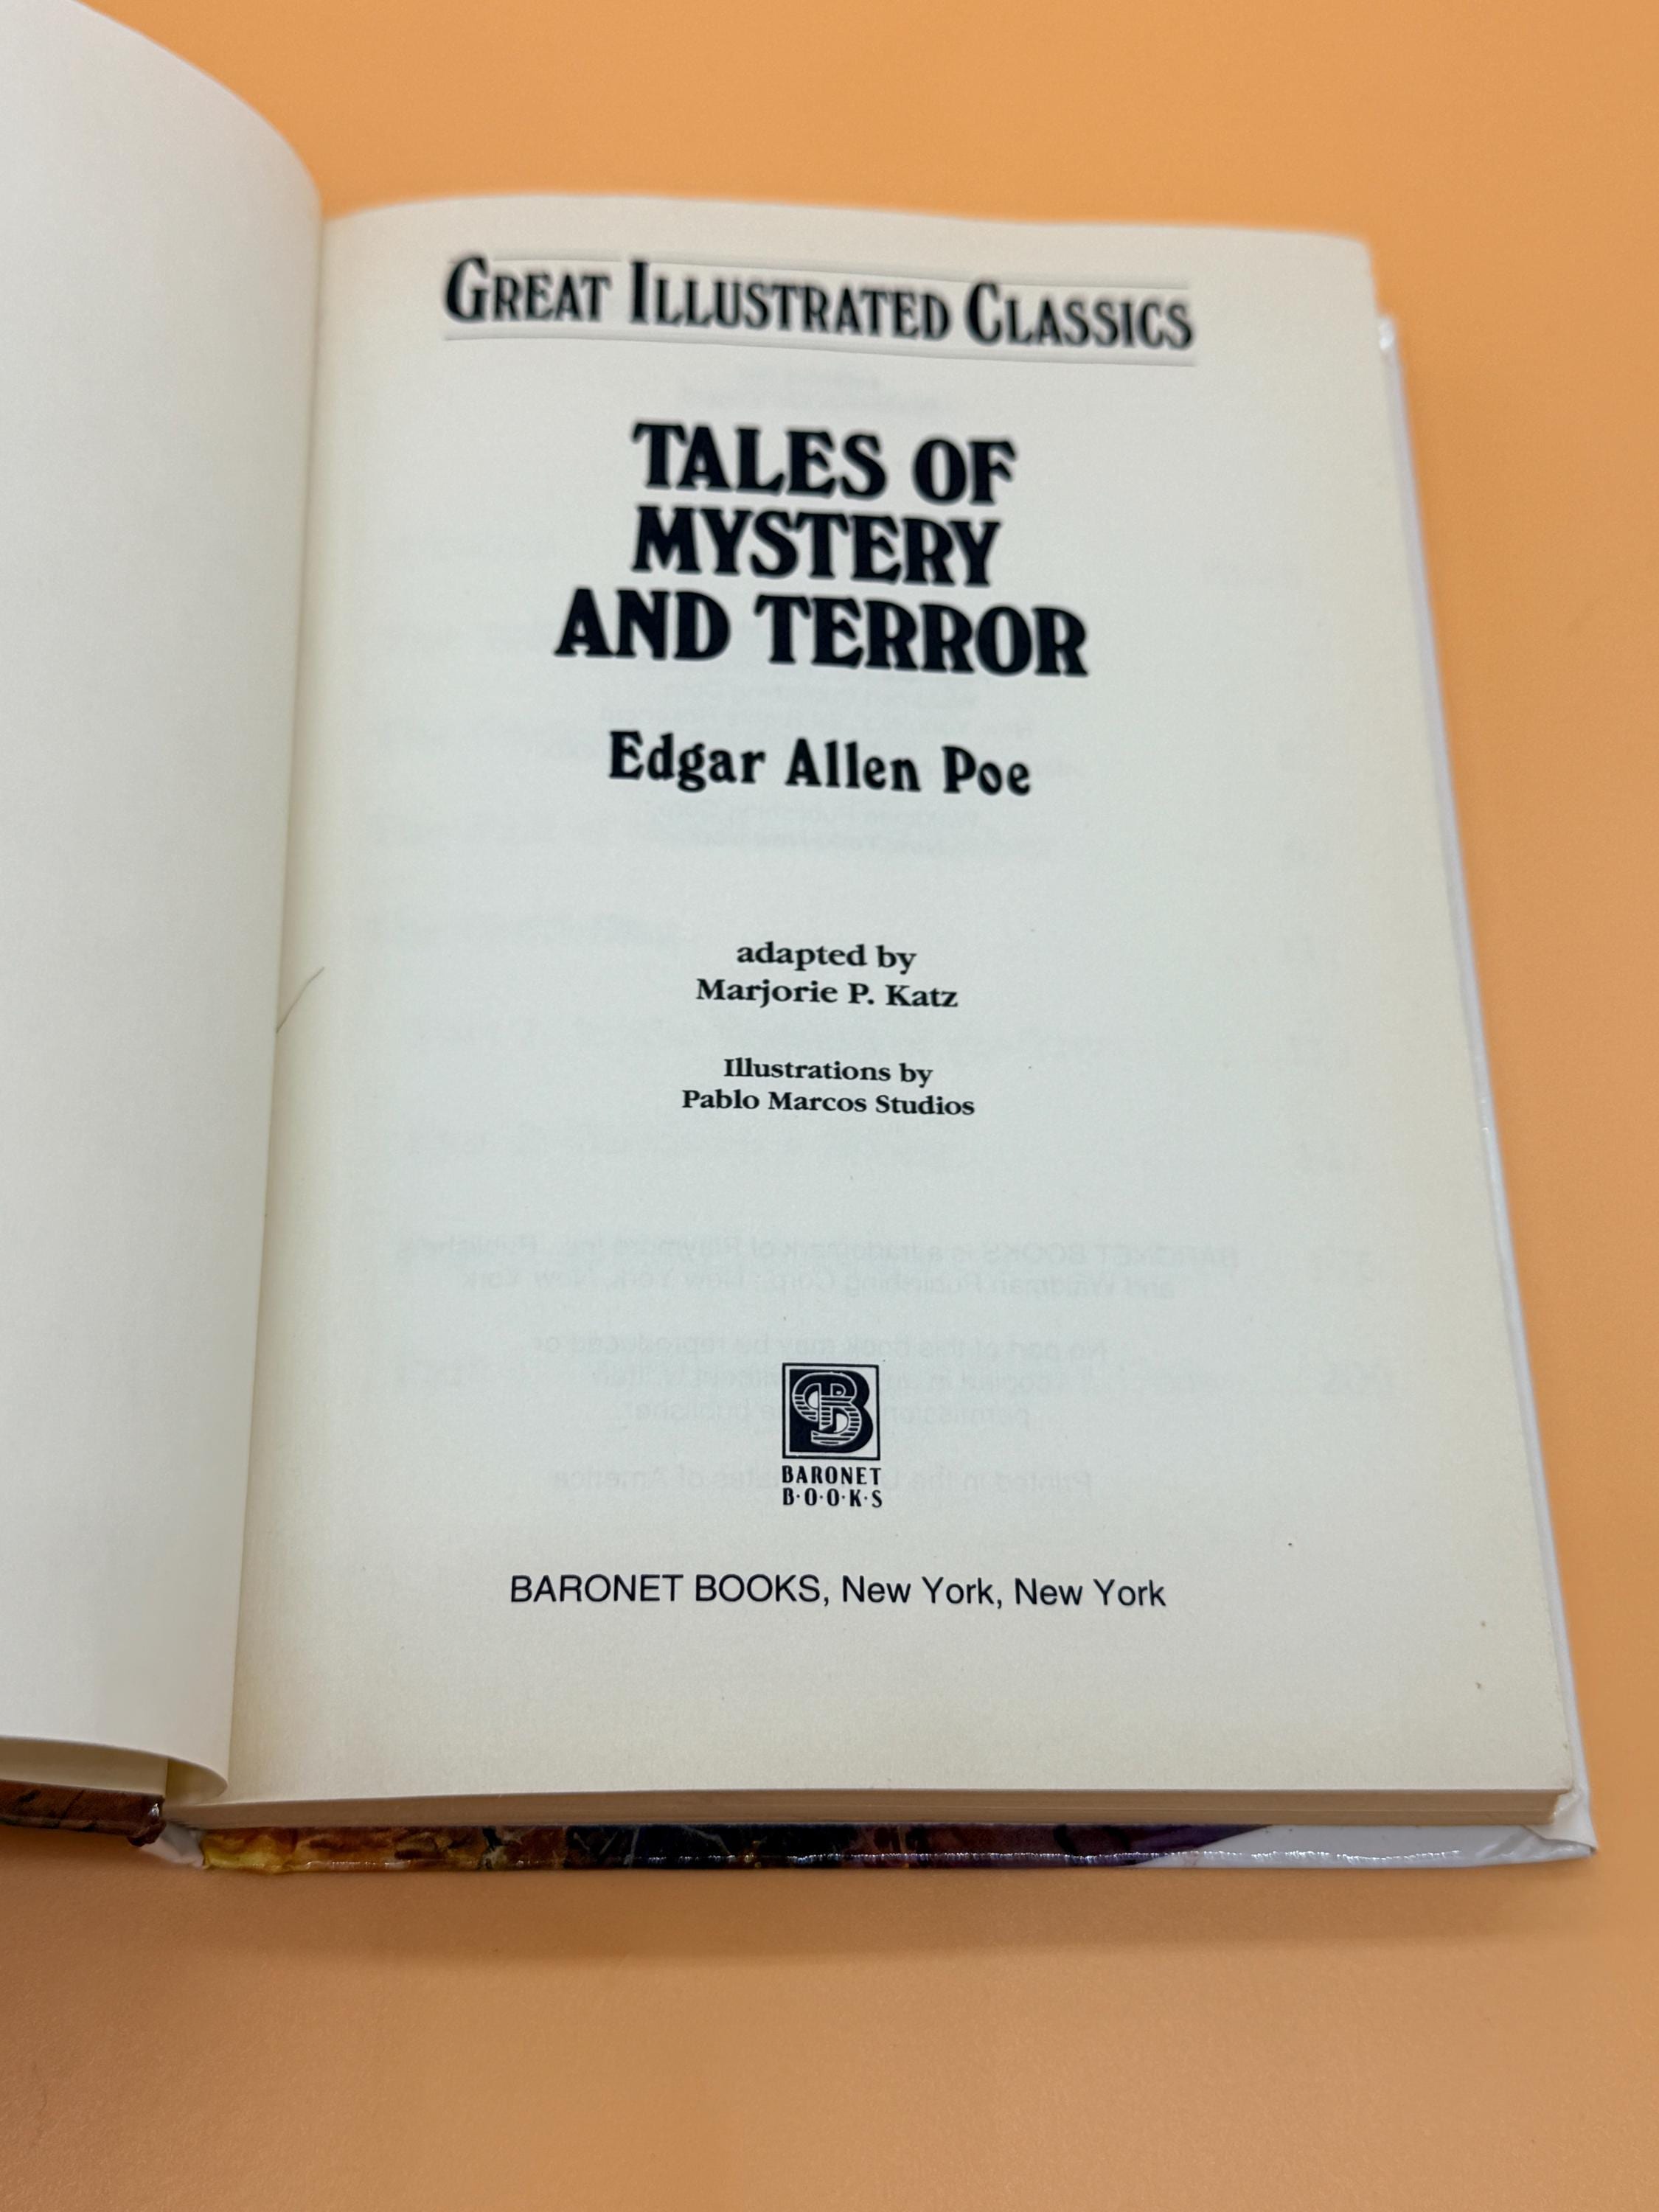 GREAT ILLUSTRATED CLASSICS
TALES OF
MYSTERY
AND TERROR
Edgar Allen Poe
adapted by
Marjorie P. Katz
Illustrations by
Pablo Marcos Studios
BARONET
B·O·O·K·S
BARONET BOOKS, New York, New York